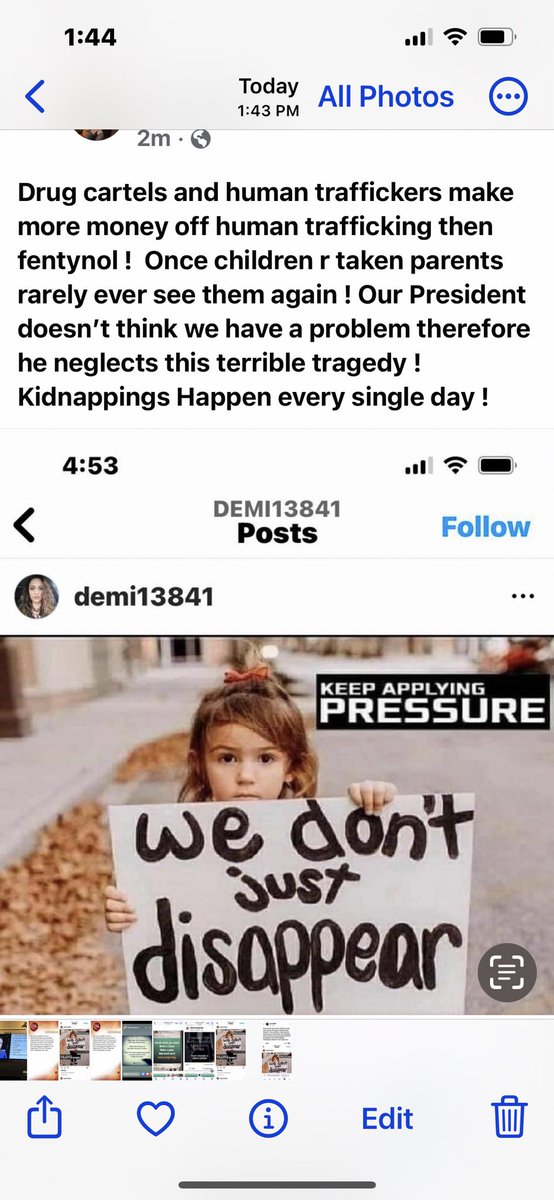 1:44
Today
1:43 PM
All Photos
2m ·
Drug cartels and human traffickers make
more money off human trafficking then
fentynol !  Once children r taken parents
rarely ever see them again ! Our President
doesn’t think we have a problem therefore
he neglects this terrible tragedy !
Kidnappings Happen every single day !
4:53
DEMI13841
Posts
Follow
demi13841
KEEP APPLYING
PRESSURE
we don't
just
disappear
Edit